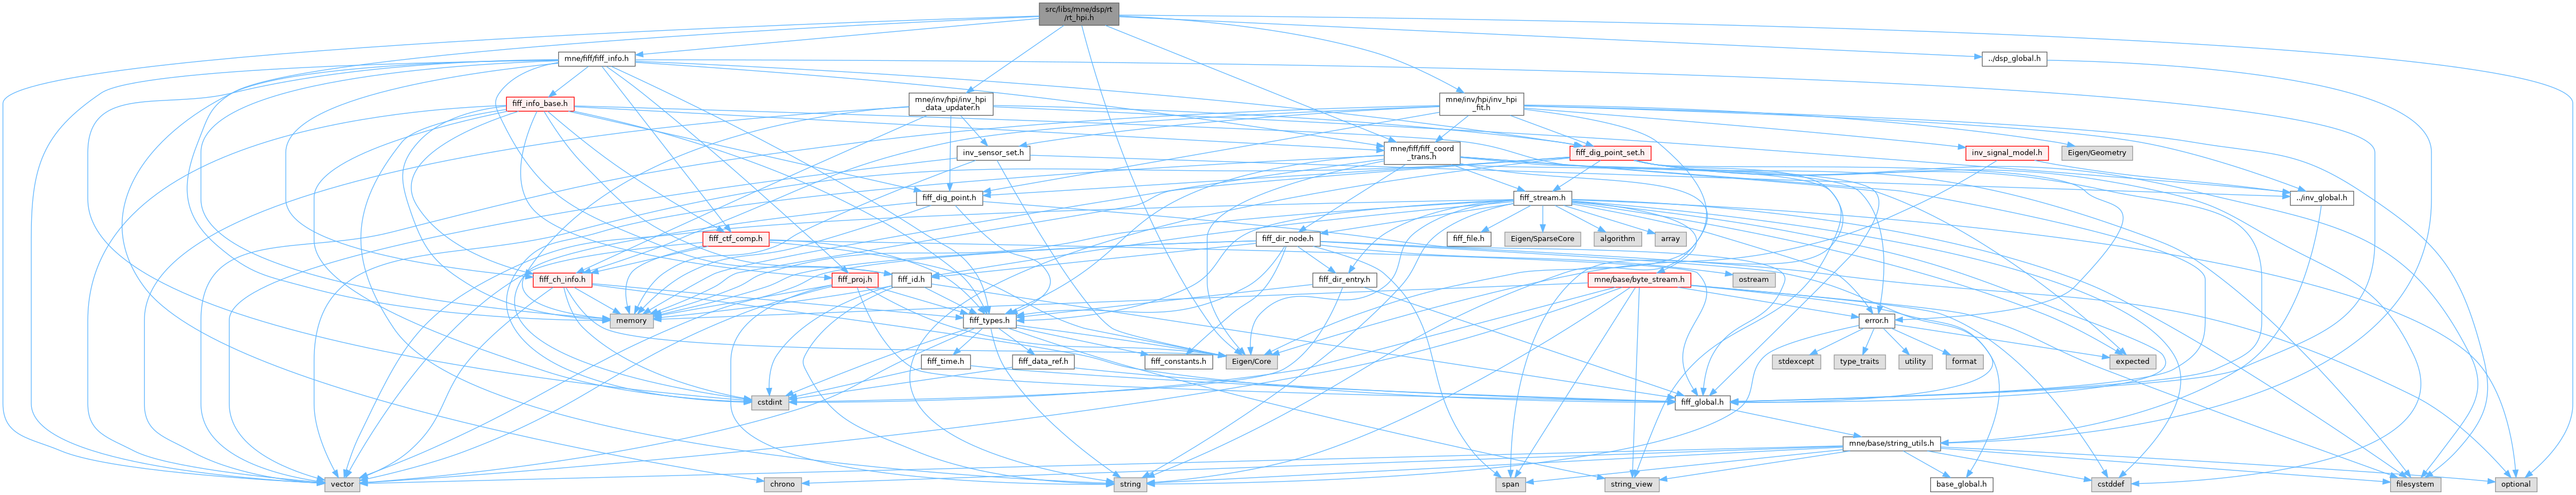 src/libs/mne/dsp/rt
/rt_hpi.h
mne/fiff/fiff_info.h
../dsp_global.h
fiff_info_base.h
mne/inv/hpi/inv_hpi
_data_updater.h
mne/inv/hpi/inv_hpi
_fit.h
inv_sensor_set.h
mne/fiff/fiff_coord
_trans.h
fiff_dig_point_set.h
inv_signal_model.h
Eigen/Geometry
fiff_dig_point.h
fiff_stream.h
../inv_global.h
fiff_ctf_comp.h
fiff_dir_node.h
fiff_file.h
Eigen/SparseCore
algorithm
array
fiff_ch_info.h
fiff_proj.h
fiff_id.h
fiff_dir_entry.h
mne/base/byte_stream.h
ostream
memory
fiff_types.h
error.h
fiff_time.h
fiff_data_ref.h
fiff_constants.h
Eigen/Core
stdexcept
type_traits
utility
format
expected
cstdint
fiff_global.h
mne/base/string_utils.h
vector
chrono
string
span
string_view
base_global.h
cstddef
filesystem
optional